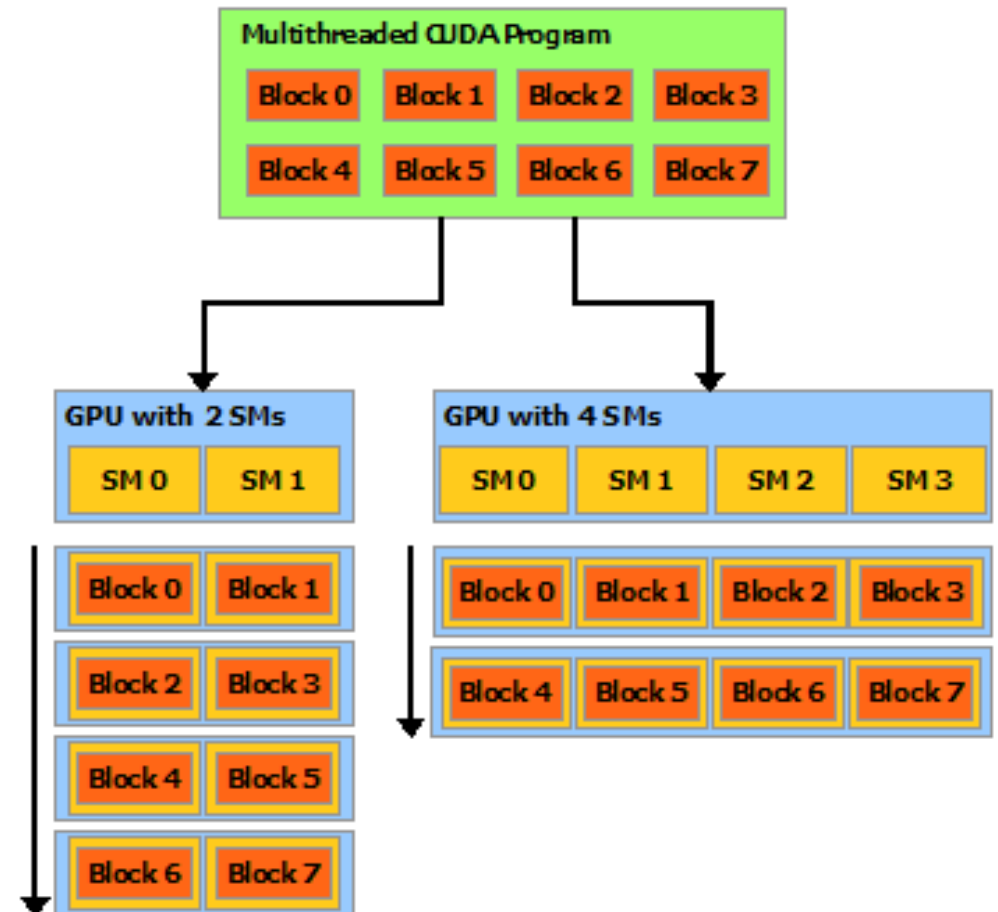 Multithreaded CUDA Program
Block 0 Block 1 Block 2 Block 3
Block 4 Block 5 Block 6 Block 7
GPU with 2 SMs
SM 0 SM 1
Block 0 Block 1
Block 2 Block 3
Block 4 Block 5
Block 6 Block 7
GPU with 4 SMs
SM 0 SM 1 SM 2 SM 3
Block 0 Block 1 Block 2 Block 3
Block 4 Block 5 Block 6 Block 7